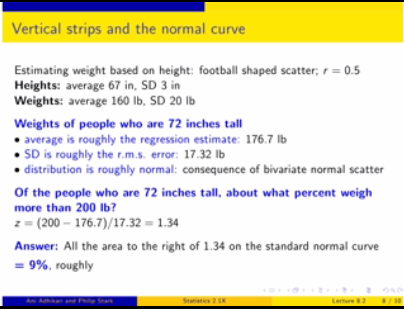 Vertical strips and the normal curve
Estimating weight based on height: football shaped scatter; r = 0.5
Heights: average 67 in, SD 3 in
Weights: average 160 lb, SD 20 lb
Weights of people who are 72 inches tall
• average is roughly the regression estimate: 176.7 lb
• SD is roughly the r.m.s. error: 17.32 lb
• distribution is roughly normal: consequence of bivariate normal scatter
Of the people who are 72 inches tall, about what percent weigh
more than 200 lb?
z = (200 − 176.7)/17.32 = 1.34
Answer: All the area to the right of 1.34 on the standard normal curve
= 9%, roughly
Ani Adhikari and Philip Stark Statistics 2.1X Lecture 8.2 8 / 10